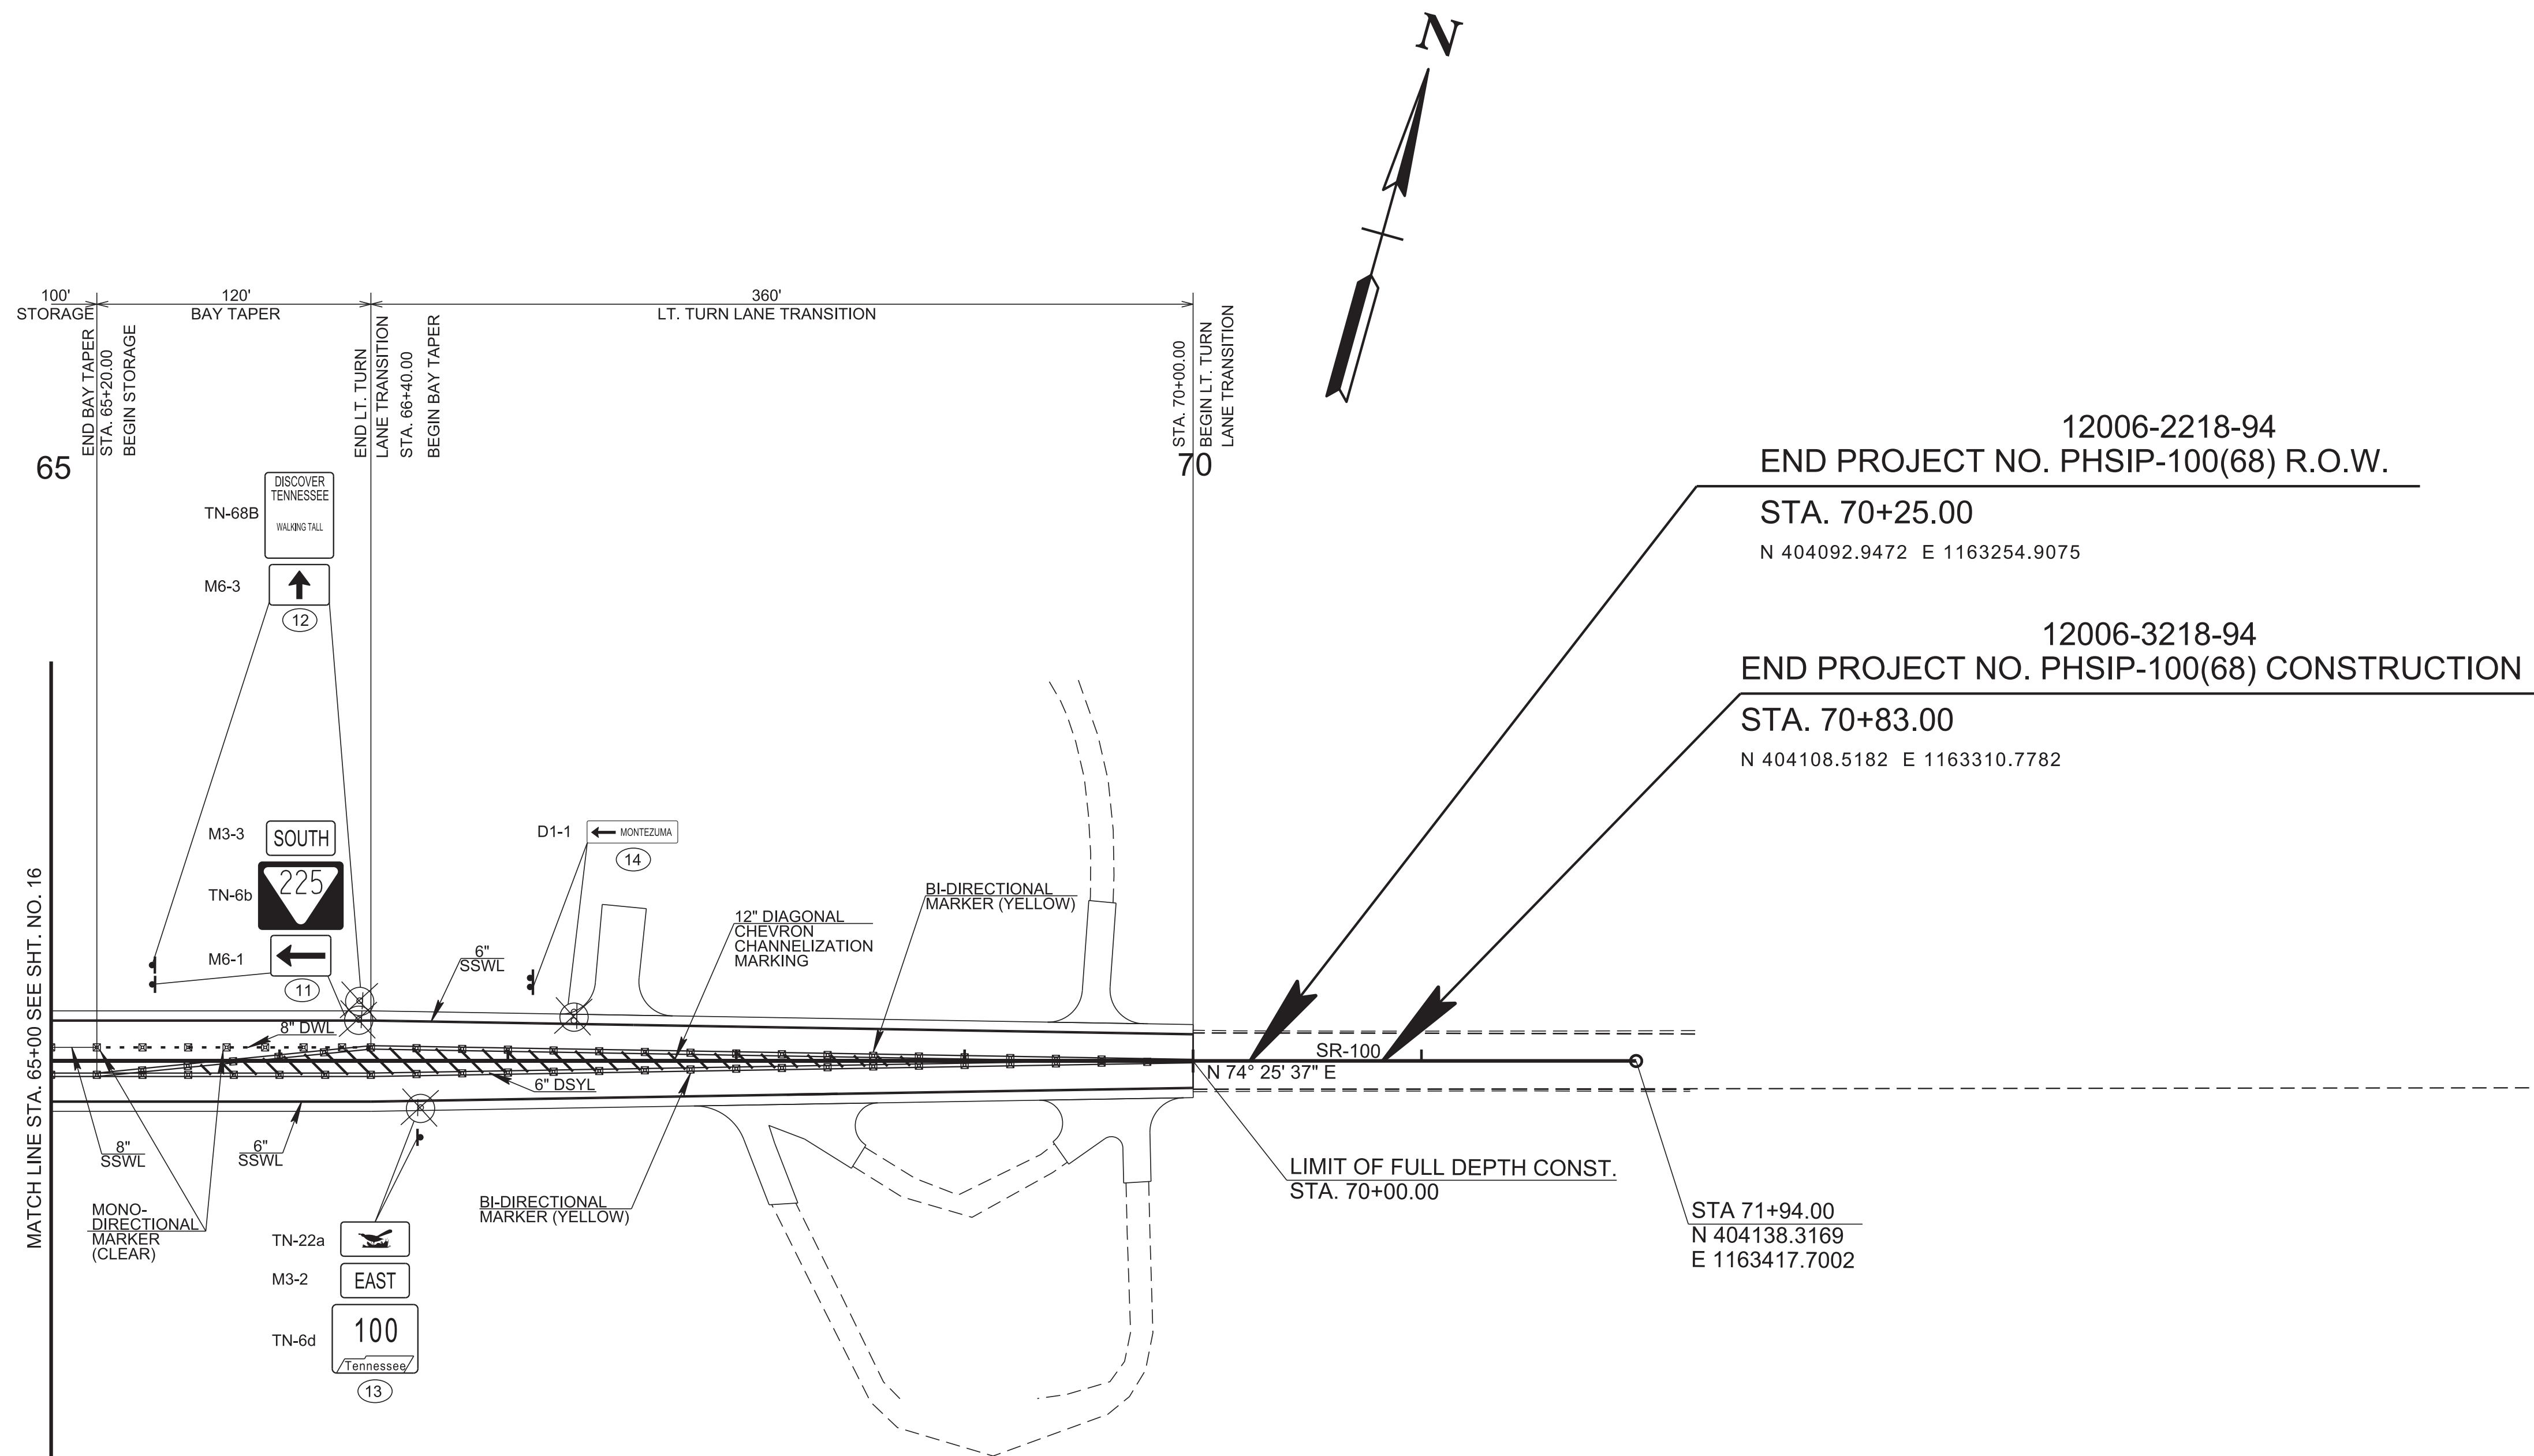 N
100'
STORAGE
120'
BAY TAPER
360'
LT. TURN LANE TRANSITION
END BAY TAPER
STA. 65+20.00
BEGIN STORAGE
END LT. TURN
LANE TRANSITION
STA. 66+40.00
BEGIN BAY TAPER
STA. 70+00.00
BEGIN LT. TURN
LANE TRANSITION
65
70
12006-2218-94
END PROJECT NO. PHSIP-100(68) R.O.W.
STA. 70+25.00
N 404092.9472 E 1163254.9075
12006-3218-94
END PROJECT NO. PHSIP-100(68) CONSTRUCTION
STA. 70+83.00
N 404108.5182 E 1163310.7782
TN-68B
DISCOVER
TENNESSEE
WALKING TALL
M6-3
12
M3-3
SOUTH
TN-6b
225
M6-1
11
D1-1
MONTEZUMA
14
MATCH LINE STA. 65+00 SEE SHT. NO. 16
6"
SSWL
12" DIAGONAL
CHEVRON
CHANNELIZATION
MARKING
BI-DIRECTIONAL
MARKER (YELLOW)
8" DWL
6" DSYL
SR-100
N 74° 25' 37" E
8"
SSWL
6"
SSWL
MONO-
DIRECTIONAL
MARKER
(CLEAR)
BI-DIRECTIONAL
MARKER (YELLOW)
LIMIT OF FULL DEPTH CONST.
STA. 70+00.00
STA 71+94.00
N 404138.3169
E 1163417.7002
TN-22a
M3-2
EAST
TN-6d
100
Tennessee
13